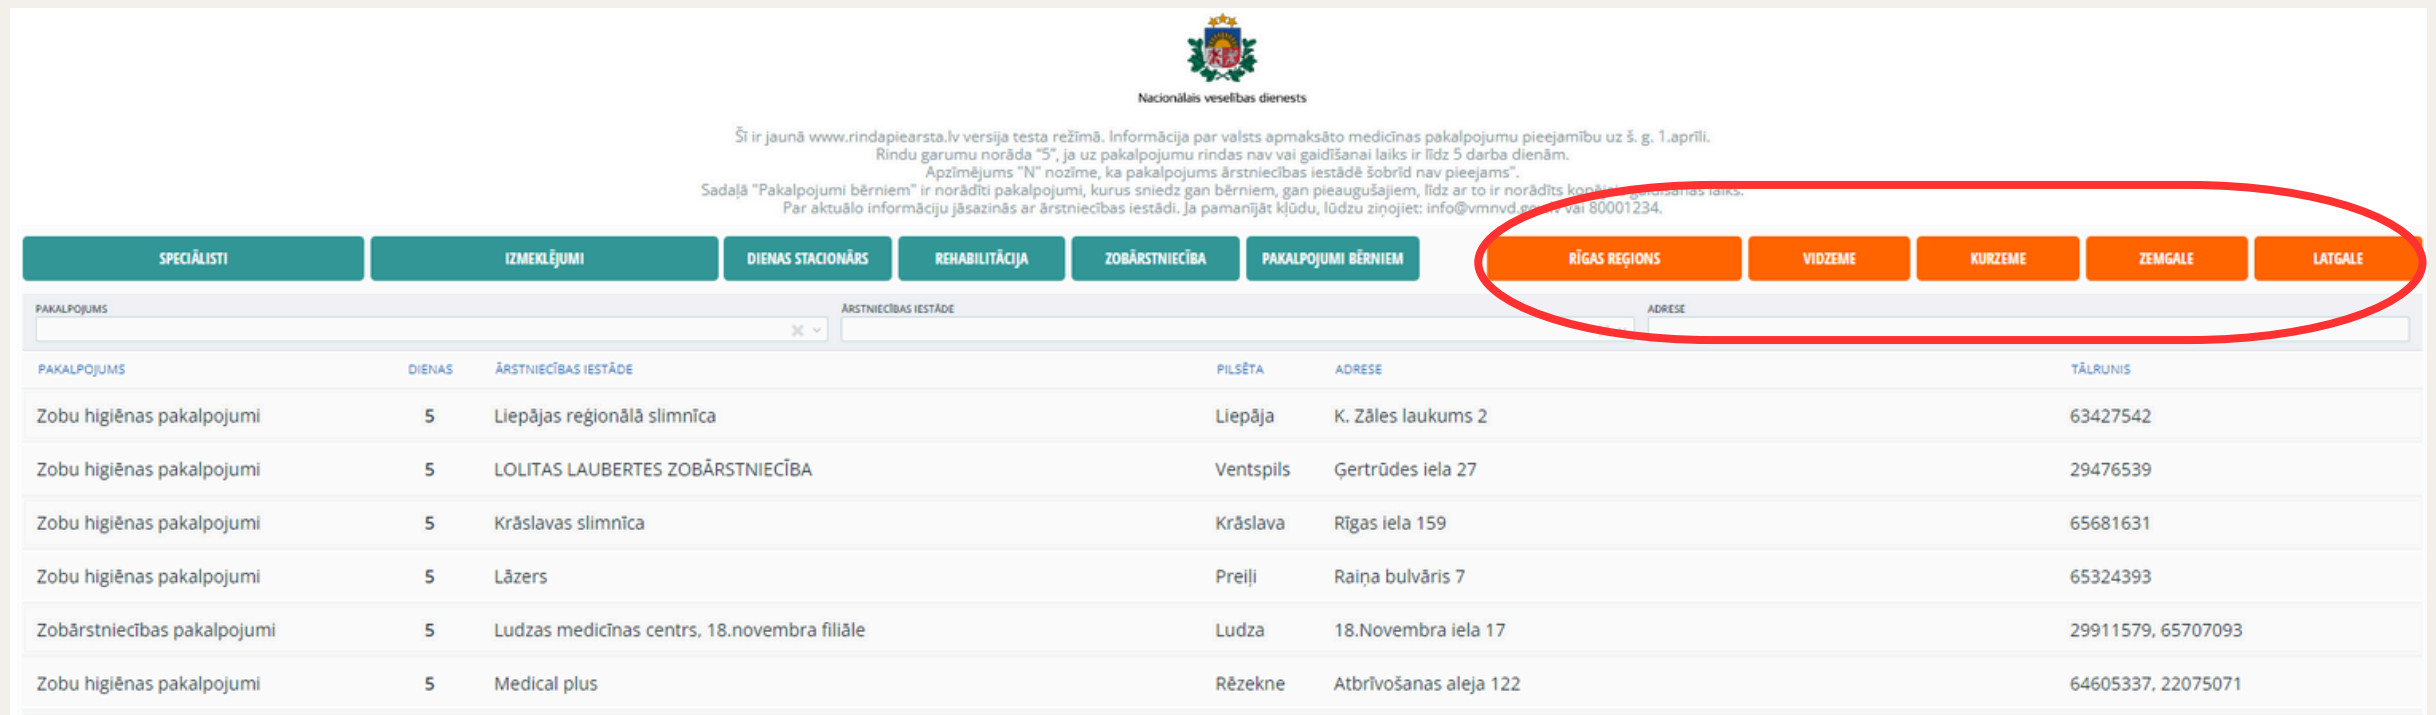 Nacionālais veselības dienests
Šī ir jaunā www.rindapiearsta.lv versija testa režīmā. Informācija par valsts apmaksāto medicīnas pakalpojumu pieejamību uz š. g. 1.aprīli.
Rindu garumu norāda "5", ja uz pakalpojumu rindas nav vai gaidīšanai laiks ir līdz 5 darba dienām.
Apzīmējums "N" nozīme, ka pakalpojums ārstniecības iestādē šobrīd nav pieejams".
Sadaļā "Pakalpojumi bērniem" ir norādīti pakalpojumi, kurus sniedz gan bērniem, gan pieaugušajiem, līdz ar to ir norādīts kopējais gaidīšanas laiks.
Par aktuālo informāciju jāsazinās ar ārstniecības iestādi. Ja pamanījāt kļūdu, lūdzu ziņojiet: info@vmnvd.gov.lv vai 80001234.
SPECIĀLISTI IZMEKLĒJUMI DIENAS STACIONĀRS REHABILITĀCIJA ZOBĀRSTNIECĪBA PAKALPOJUMI BĒRNIEM RĪGAS REĢIONS VIDZEME KURZEME ZEMGALE LATGALE
PAKALPOJUMS ĀRSTNIECĪBAS IESTĀDE ADRESE
PAKALPOJUMS DIENAS ĀRSTNIECĪBAS IESTĀDE PILSĒTA ADRESE TĀLRUNIS
Zobu higiēnas pakalpojumi 5 Liepājas reģionālā slimnīca Liepāja K. Zāles laukums 2 63427542
Zobu higiēnas pakalpojumi 5 LOLITAS LAUBERTES ZOBĀRSTNIECĪBA Ventspils Ģertrūdes iela 27 29476539
Zobu higiēnas pakalpojumi 5 Krāslavas slimnīca Krāslava Rīgas iela 159 65681631
Zobu higiēnas pakalpojumi 5 Lāzers Preiļi Raiņa bulvāris 7 65324393
Zobārstniecības pakalpojumi 5 Ludzas medicīnas centrs, 18.novembra filiāle Ludza 18.Novembra iela 17 29911579, 65707093
Zobu higiēnas pakalpojumi 5 Medical plus Rēzekne Atbrīvošanas aleja 122 64605337, 22075071